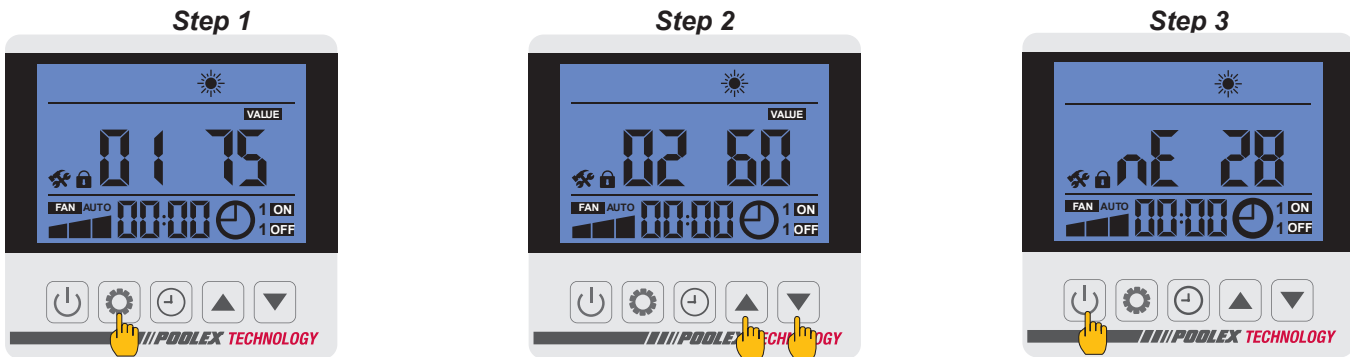 Step 1
VALUE
01 75
FAN AUTO
00:00
1 ON
1 OFF
POOLEX TECHNOLOGY
Step 2
VALUE
02 60
FAN AUTO
00:00
1 ON
1 OFF
POOLEX
Step 3
nE 28
FAN AUTO
00:00
1 ON
1 OFF
POOLEX TECHNOLOGY